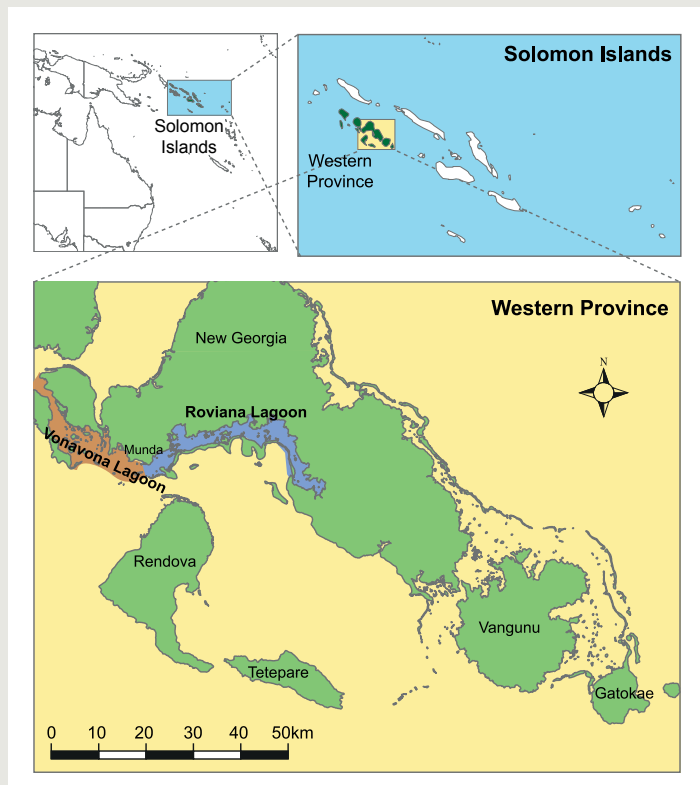 Solomon
Islands
Solomon Islands
Western
Province
Western Province
N
New Georgia
Roviana Lagoon
Munda
Vonavona Lagoon
Rendova
Tetepare
Vangunu
Gatokae
0 10 20 30 40 50km